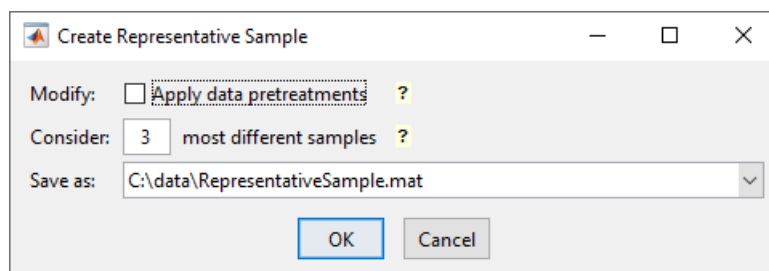 Create Representative Sample
Modify: Apply data pretreatments ?
Consider: 3 most different samples ?
Save as: C:\data\RepresentativeSample.mat
OK Cancel